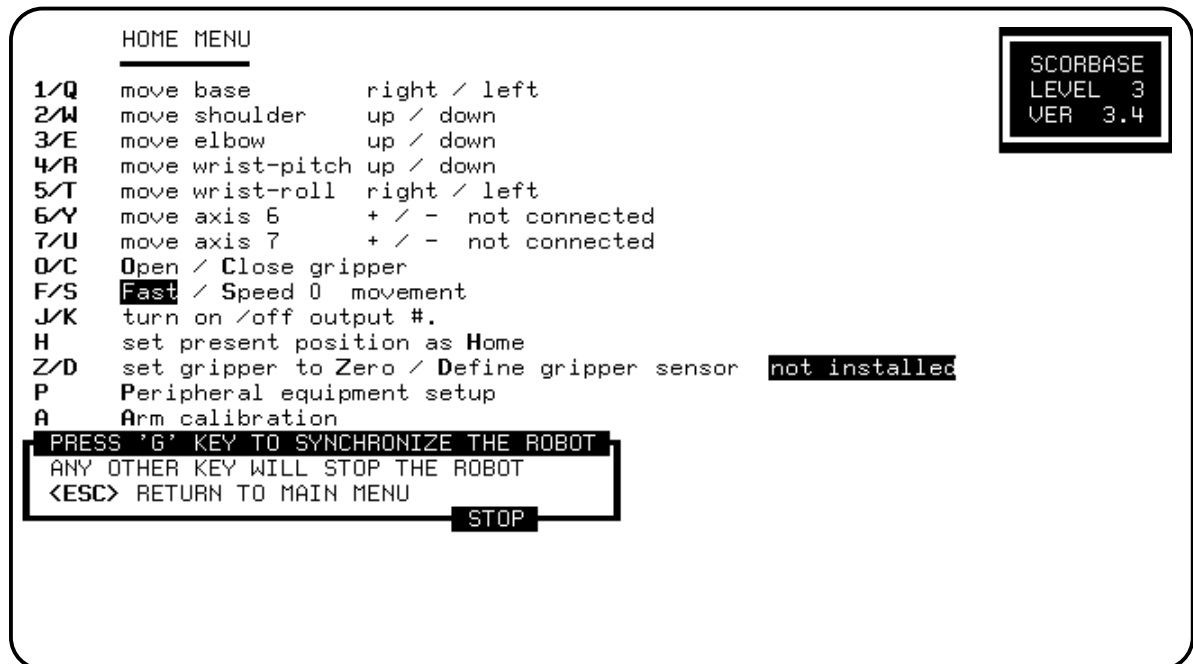 HOME MENU
SCORBASE
LEVEL 3
VER 3.4
1/Q move base right / left
2/W move shoulder up / down
3/E move elbow up / down
4/R move wrist-pitch up / down
5/T move wrist-roll right / left
6/Y move axis 6 + / - not connected
7/U move axis 7 + / - not connected
O/C Open / Close gripper
F/S Fast / Speed 0 movement
J/K turn on /off output #.
H set present position as Home
Z/D set gripper to Zero / Define gripper sensor not installed
P Peripheral equipment setup
A Arm calibration
PRESS 'G' KEY TO SYNCHRONIZE THE ROBOT
ANY OTHER KEY WILL STOP THE ROBOT
<ESC> RETURN TO MAIN MENU
STOP